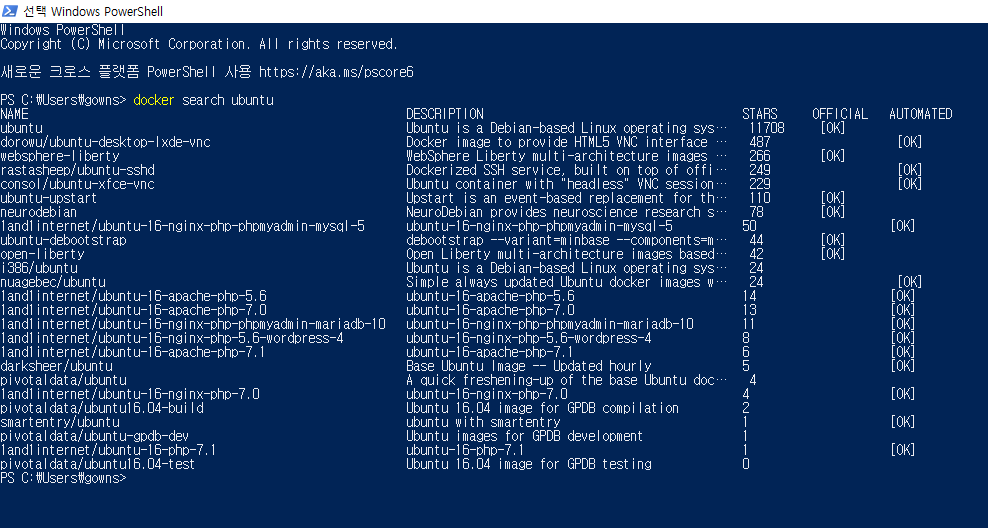 선택 Windows PowerShell
Windows PowerShell
Copyright (C) Microsoft Corporation. All rights reserved.
새로운 크로스 플랫폼 PowerShell 사용 https://aka.ms/pscore6
PS C:\Users\gowns> docker search ubuntu
NAME DESCRIPTION STARS OFFICIAL AUTOMATED
ubuntu Ubuntu is a Debian-based Linux operating sys… 11708 [OK]
dorowu/ubuntu-desktop-lxde-vnc Docker image to provide HTML5 VNC interface … 487 [OK]
websphere-liberty WebSphere Liberty multi-architecture images … 266 [OK]
rastasheep/ubuntu-sshd Dockerized SSH service, built on top of offi… 249 [OK]
consol/ubuntu-xfce-vnc Ubuntu container with "headless" VNC session… 229 [OK]
ubuntu-upstart Upstart is an event-based replacement for th… 110 [OK]
neurodebian NeuroDebian provides neuroscience research s… 78 [OK]
1and1internet/ubuntu-16-nginx-php-phpmyadmin-mysql-5 ubuntu-16-nginx-php-phpmyadmin-mysql-5 50 [OK]
ubuntu-debootstrap debootstrap --variant=minbase --components=m… 44 [OK]
open-liberty Open Liberty multi-architecture images based… 42 [OK]
i386/ubuntu Ubuntu is a Debian-based Linux operating sys… 24
nuagebec/ubuntu Simple always updated Ubuntu docker images w… 24 [OK]
1and1internet/ubuntu-16-apache-php-5.6 ubuntu-16-apache-php-5.6 14 [OK]
1and1internet/ubuntu-16-apache-php-7.0 ubuntu-16-apache-php-7.0 13 [OK]
1and1internet/ubuntu-16-nginx-php-phpmyadmin-mariadb-10 ubuntu-16-nginx-php-phpmyadmin-mariadb-10 11 [OK]
1and1internet/ubuntu-16-nginx-php-5.6-wordpress-4 ubuntu-16-nginx-php-5.6-wordpress-4 8 [OK]
1and1internet/ubuntu-16-apache-php-7.1 ubuntu-16-apache-php-7.1 6 [OK]
darksheer/ubuntu Base Ubuntu Image -- Updated hourly 5 [OK]
pivotaldata/ubuntu A quick freshening-up of the base Ubuntu doc… 4
1and1internet/ubuntu-16-nginx-php-7.0 ubuntu-16-nginx-php-7.0 4 [OK]
pivotaldata/ubuntu16.04-build Ubuntu 16.04 image for GPDB compilation 2
smartentry/ubuntu ubuntu with smartentry 1 [OK]
pivotaldata/ubuntu-gpdb-dev Ubuntu images for GPDB development 1
1and1internet/ubuntu-16-php-7.1 ubuntu-16-php-7.1 1 [OK]
pivotaldata/ubuntu16.04-test Ubuntu 16.04 image for GPDB testing 0
PS C:\Users\gowns>